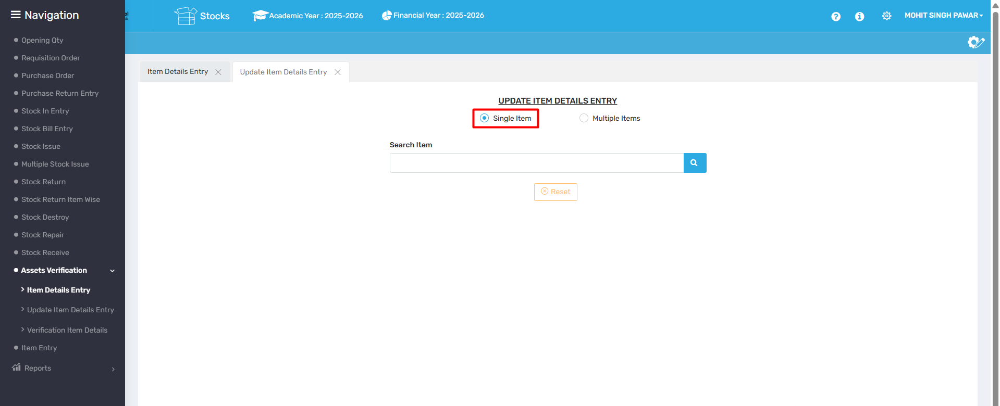 Navigation
Opening Qty
Requisition Order
Purchase Order
Purchase Return Entry
Stock In Entry
Stock Bill Entry
Stock Issue
Multiple Stock Issue
Stock Return
Stock Return Item Wise
Stock Destroy
Stock Repair
Stock Receive
Assets Verification
Item Details Entry
Update Item Details Entry
Verification Item Details
Item Entry
Reports
Stocks
Academic Year : 2025-2026
Financial Year : 2025-2026
MOHIT SINGH PAWAR
Item Details Entry
Update Item Details Entry
UPDATE ITEM DETAILS ENTRY
Single Item
Multiple Items
Search Item
Reset